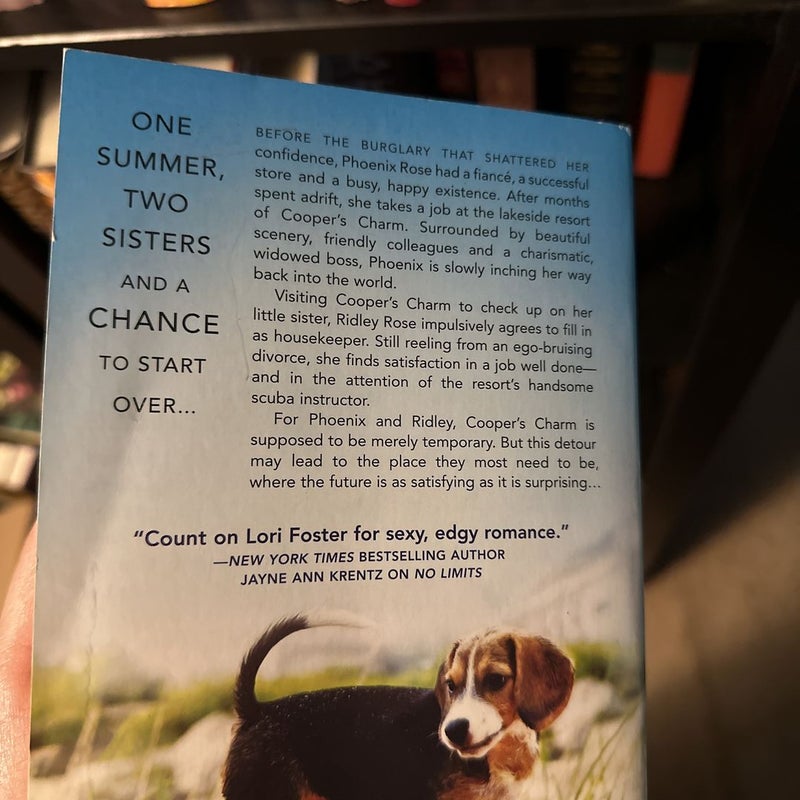 ONE
SUMMER,
TWO
SISTERS
AND A
CHANCE
TO START
OVER...
BEFORE THE BURGLARY THAT SHATTERED HER
confidence, Phoenix Rose had a fiancé, a successful
store and a busy, happy existence. After months
spent adrift, she takes a job at the lakeside resort
of Cooper's Charm. Surrounded by beautiful
scenery, friendly colleagues and a charismatic,
widowed boss, Phoenix is slowly inching her way
back into the world.
Visiting Cooper's Charm to check up on her
little sister, Ridley Rose impulsively agrees to fill in
as housekeeper. Still reeling from an ego-bruising
divorce, she finds satisfaction in a job well done—
and in the attention of the resort's handsome
scuba instructor.
For Phoenix and Ridley, Cooper's Charm is
supposed to be merely temporary. But this detour
may lead to the place they most need to be,
where the future is as satisfying as it is surprising...
"Count on Lori Foster for sexy, edgy romance."
—NEW YORK TIMES BESTSELLING AUTHOR
JAYNE ANN KRENTZ ON NO LIMITS